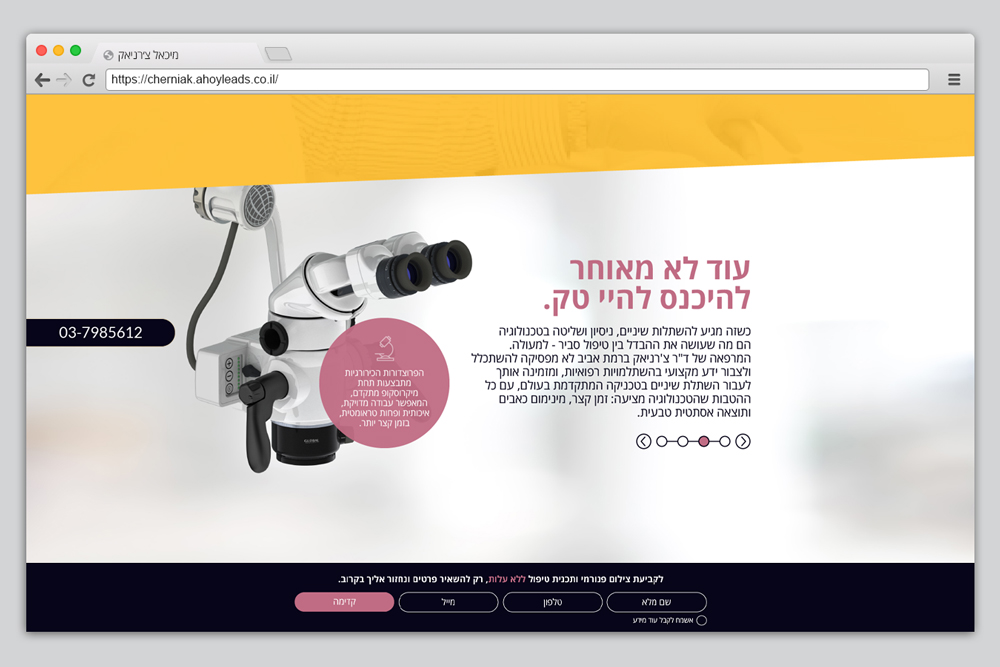 מיכאל צ'רניאק
https://cherniak.ahoyleads.co.il/
עוד לא מאוחר
להיכנס להיי טק.
כשזה מגיע להשתלות שיניים, ניסיון ושליטה בטכנולוגיה
הם מה שעושה את ההבדל בין טיפול סביר - למעולה.
המרפאה של ד"ר צ'רניאק ברמת אביב לא מפסיקה להשתכלל
ולצבור ידע מקצועי בהשתלמויות רפואיות, ומזמינה אותך
לעבור השתלת שיניים בטכניקה המתקדמת בעולם, עם כל
ההטבות שהטכנולוגיה מציעה: זמן קצר, מינימום כאבים
ותוצאה אסתטית טבעית.
03-7985612
הפרוצדורות הכירורגיות
מתבצעות תחת
מיקרוסקופ מתקדם,
המאפשר עבודה מדויקת,
איכותית ופחות טראומטית,
בזמן קצר יותר.
לקביעת צילום פנורמי ותכנית טיפול ללא עלות, רק להשאיר פרטים ונחזור אליך בקרוב.
שם מלא
טלפון
מייל
קדימה
אשמח לקבל עוד מידע